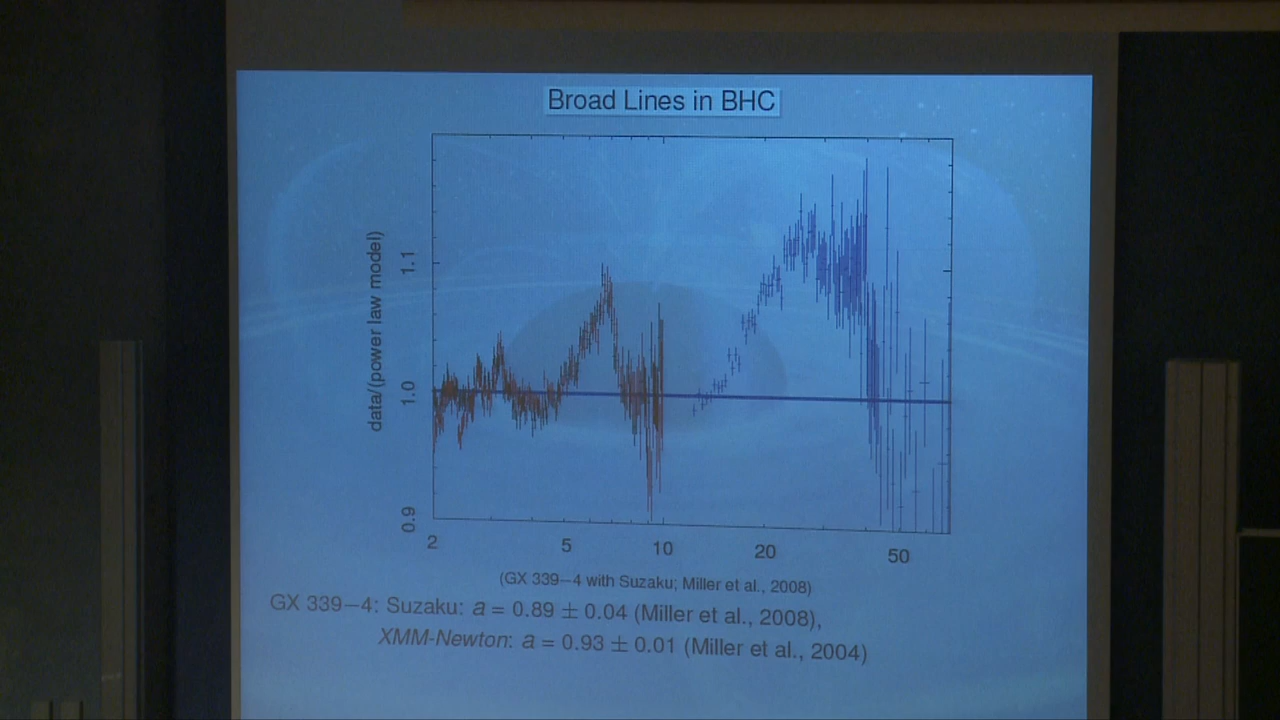 Broad Lines in BHC
data/(power law model)
1.1
1.0
0.9
2 5 10 20 50
(GX 339−4 with Suzaku; Miller et al., 2008)
GX 339−4: Suzaku: a = 0.89 ± 0.04 (Miller et al., 2008),
XMM-Newton: a = 0.93 ± 0.01 (Miller et al., 2004)